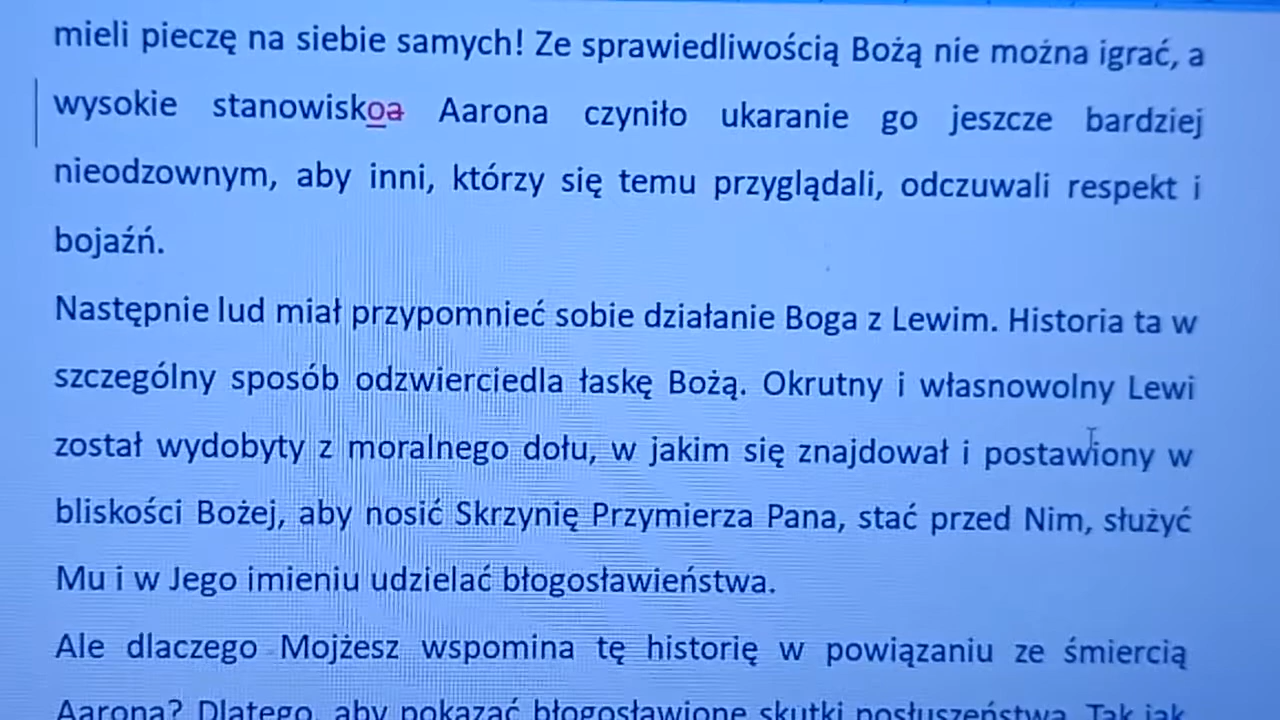 mieli pieczę na siebie samych! Ze sprawiedliwością Bożą nie można igrać, a
wysokie stanowiskoa Aarona czyniło ukaranie go jeszcze bardziej
nieodzownym, aby inni, którzy się temu przyglądali, odczuwali respekt i
bojaźń.
Następnie lud miał przypomnieć sobie działanie Boga z Lewim. Historia ta w
szczególny sposób odzwierciedla łaskę Bożą. Okrutny i własnowolny Lewi
został wydobyty z moralnego dołu, w jakim się znajdował i postawiony w
bliskości Bożej, aby nosić Skrzynię Przymierza Pana, stać przed Nim, służyć
Mu i w Jego imieniu udzielać błogosławieństwa.
Ale dlaczego Mojżesz wspomina tę historię w powiązaniu ze śmiercią
Aarona? Dlatego, aby pokazać błogosławione skutki posłuszeństwa. Tak jak